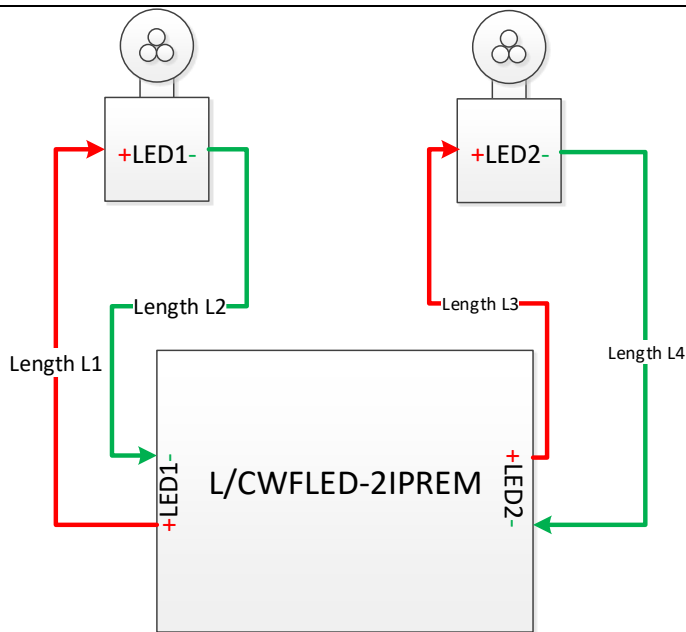 +LED1-
+LED2-
Length L2
Length L3
Length L1
Length L4
+LED1-
L/CWFLED-2IPREM
+LED2-